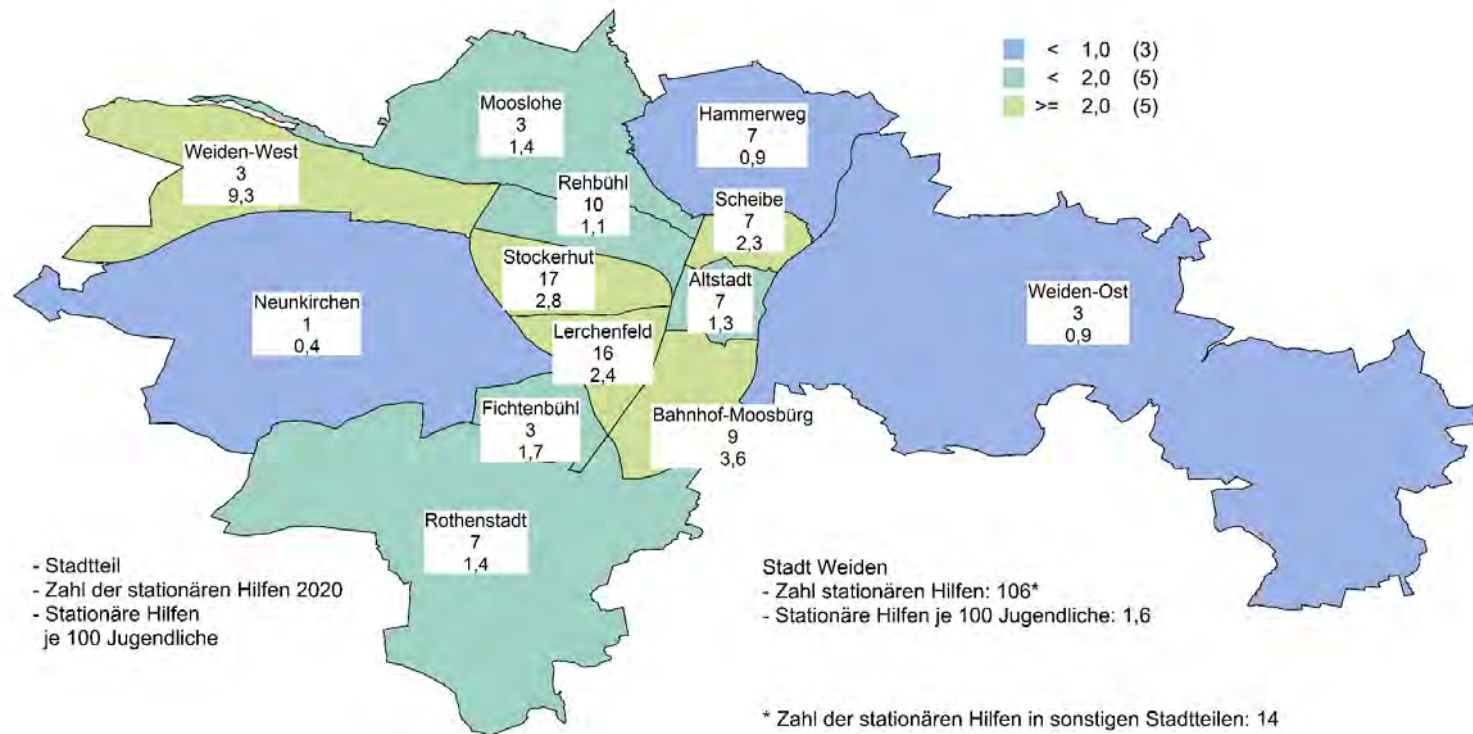 < 1,0 (3)
< 2,0 (5)
>= 2,0 (5)
Mooslohe
3
1,4
Hammerweg
7
0,9
Weiden-West
3
9,3
Rehbühl
10
1,1
Scheibe
7
2,3
Stockerhut
17
2,8
Altstadt
7
1,3
Neunkirchen
1
0,4
Weiden-Ost
3
0,9
Lerchenfeld
16
2,4
Fichtenbühl
3
1,7
Bahnhof-Moosbürg
9
3,6
Rothenstadt
7
1,4
- Stadtteil
- Zahl der stationären Hilfen 2020
- Stationäre Hilfen
je 100 Jugendliche
Stadt Weiden
- Zahl stationären Hilfen: 106*
- Stationäre Hilfen je 100 Jugendliche: 1,6
* Zahl der stationären Hilfen in sonstigen Stadtteilen: 14